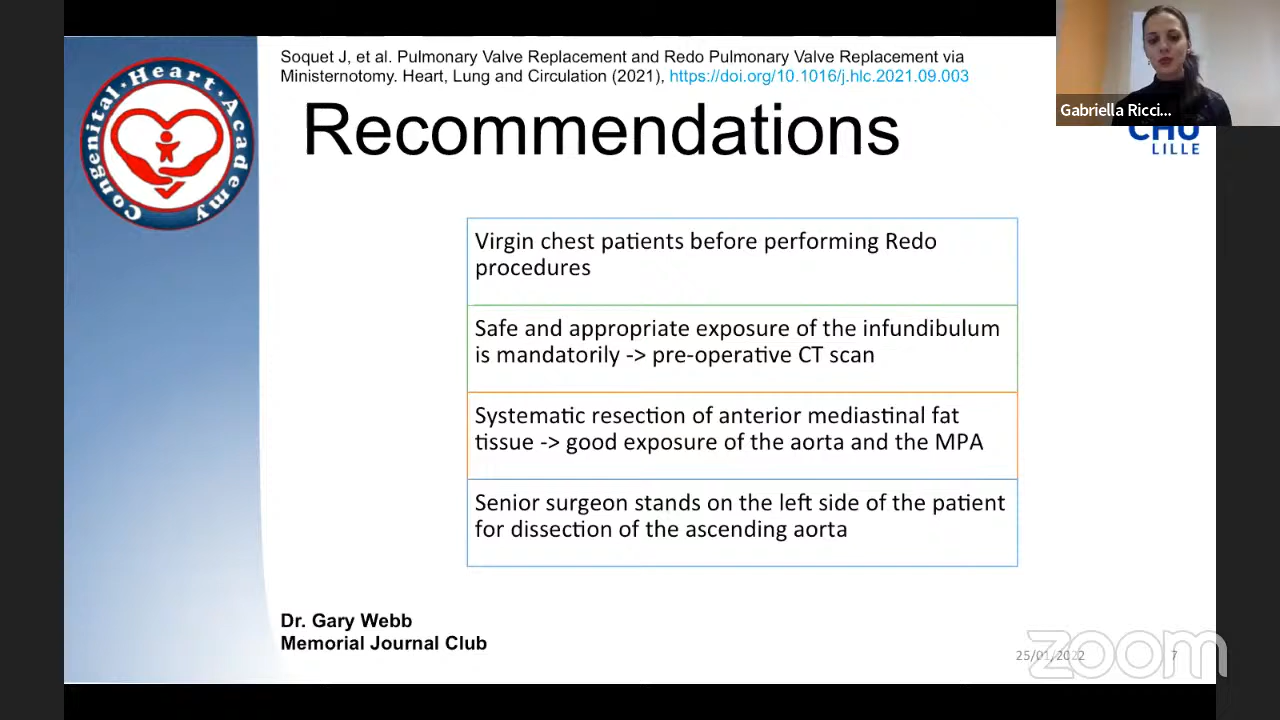 Soquet J, et al. Pulmonary Valve Replacement and Redo Pulmonary Valve Replacement via
Ministernotomy. Heart, Lung and Circulation (2021), https://doi.org/10.1016/j.hlc.2021.09.003
Gabriella Ricci...
Congenital·Heart·Academy
Recommendations
CHU
LILLE
Virgin chest patients before performing Redo
procedures
Safe and appropriate exposure of the infundibulum
is mandatorily -> pre-operative CT scan
Systematic resection of anterior mediastinal fat
tissue -> good exposure of the aorta and the MPA
Senior surgeon stands on the left side of the patient
for dissection of the ascending aorta
Dr. Gary Webb
Memorial Journal Club
25/01/2022
7
zoom